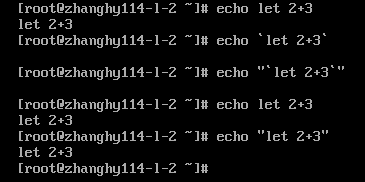 [root@zhanghy114-l-2 ~]# echo let 2+3
let 2+3
[root@zhanghy114-l-2 ~]# echo `let 2+3`
[root@zhanghy114-l-2 ~]# echo "`let 2+3`"
[root@zhanghy114-l-2 ~]# echo let 2+3
let 2+3
[root@zhanghy114-l-2 ~]# echo "let 2+3"
let 2+3
[root@zhanghy114-l-2 ~]#